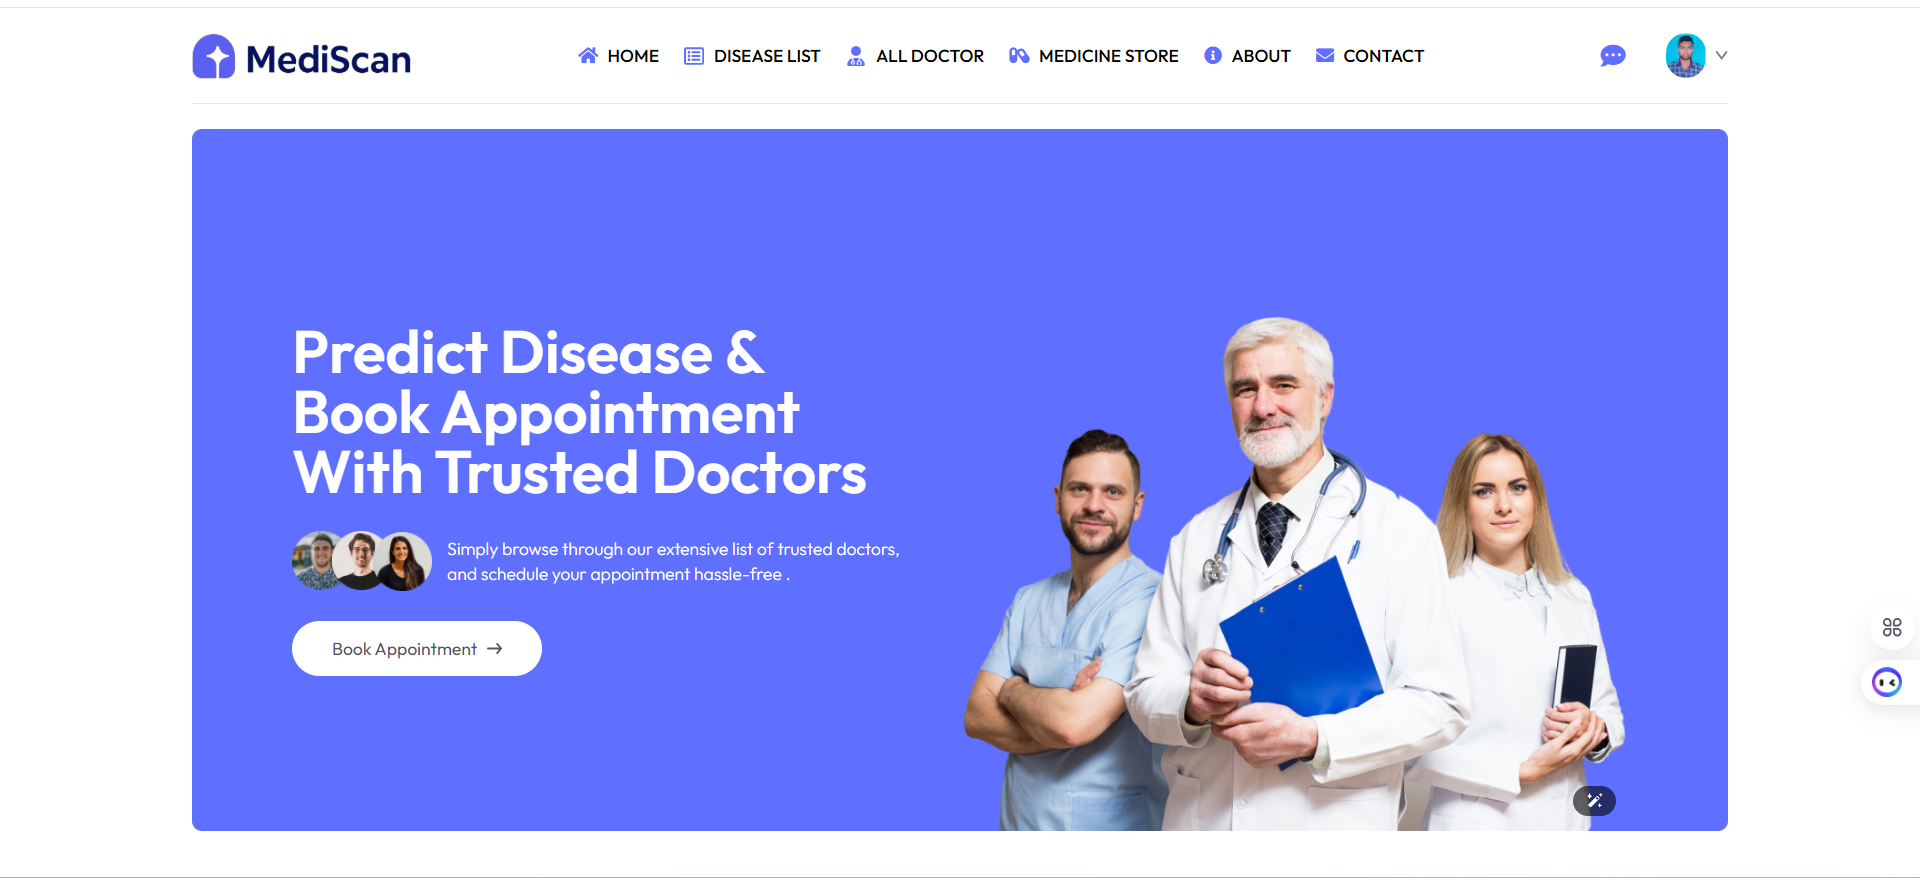 MediScan
HOME
DISEASE LIST
ALL DOCTOR
MEDICINE STORE
ABOUT
CONTACT
Predict Disease &
Book Appointment
With Trusted Doctors
Simply browse through our extensive list of trusted doctors,
and schedule your appointment hassle-free .
Book Appointment →